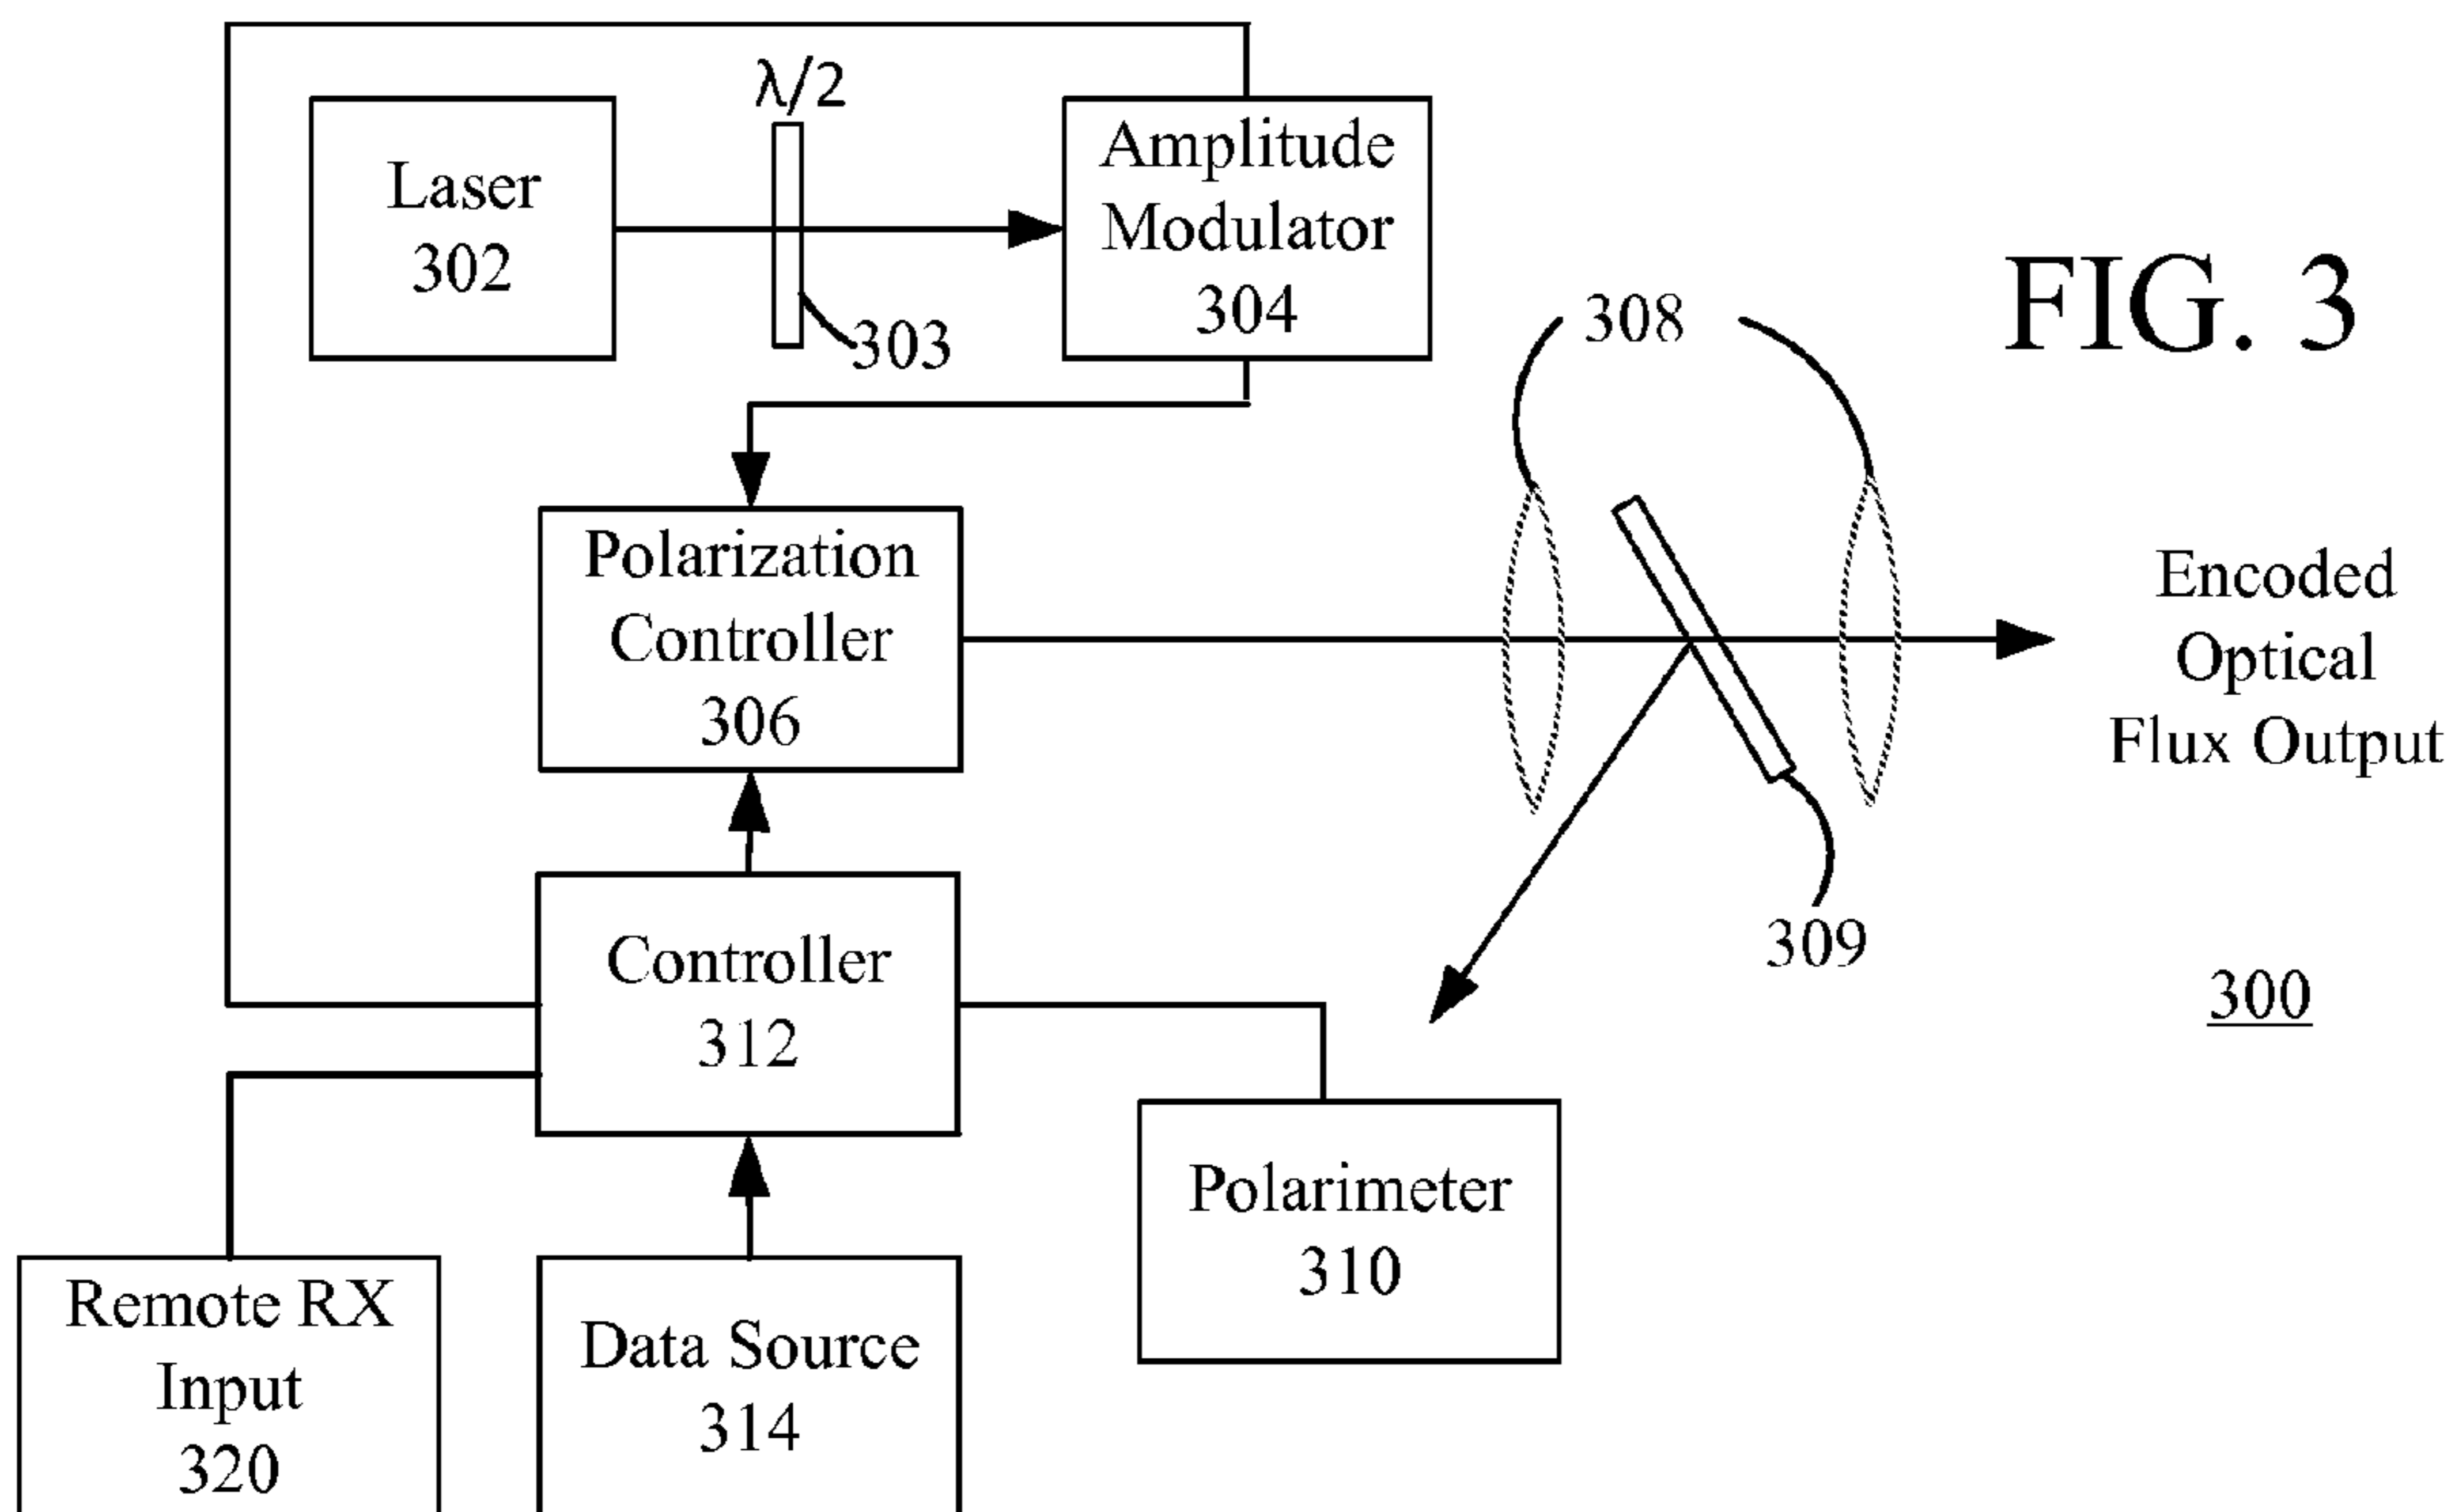 λ/2
Laser
302
303
Amplitude
Modulator
304
308
FIG. 3
Polarization
Controller
306
Encoded
Optical
Flux Output
309
300
Controller
312
Polarimeter
310
Remote RX
Input
320
Data Source
314